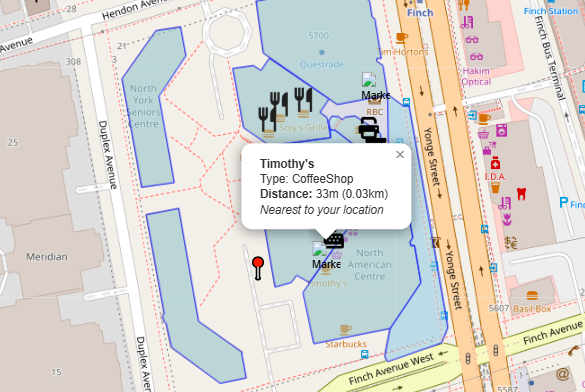 Hendon Avenue
Avenue
21
308
5700
Questrade
Finch
Tim Hortons
Finch Station
Hakim
Optical
Finch Bus Terminal
North
York
Seniors
Centre
Marke
RBC
Soly's Grille
25
Duplex Avenue
Yonge Street
I.D.A.
Finch
Timothy's
Type: CoffeeShop
Distance: 33m (0.03km)
Nearest to your location
×
Meridian
Marke
Timothy's
North
American
Centre
Yonge Street
Basil Box
5607
Starbucks
Duplex Ave
15
Finch Avenue West
Finch Avenue
5587